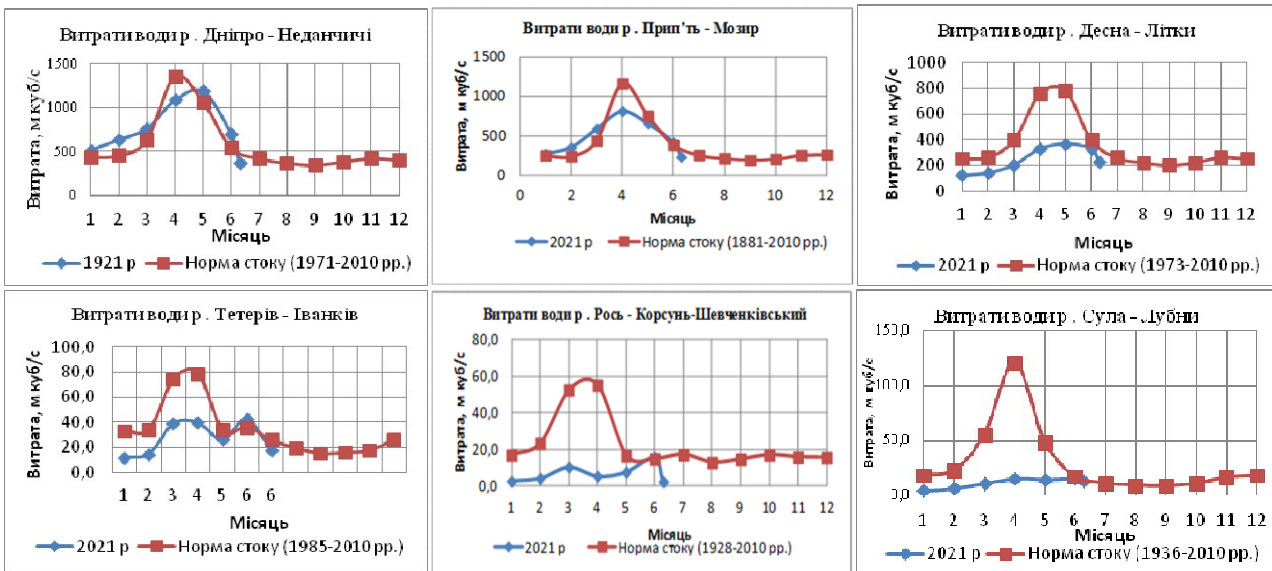 Витрати води р . Дніпро - Неданчичі
Витрата, м куб/с
1500
1000
500
0
1 2 3 4 5 6 7 8 9 10 11 12
Місяць
1921 р Норма стоку (1971-2010 рр.)
Витрати води р . Прип'ть - Мозир
Витрата, м куб/с
1500
1000
500
0
0 2 4 6 8 10 12
Місяць
2021 р Норма стоку (1881-2010 рр.)
Витрати води р . Десна - Літки
Витрата, м куб/с
1000
800
600
400
200
0
1 2 3 4 5 6 7 8 9 10 11 12
Місяць
2021 р Норма стоку (1973-2010 рр.)
Витрати води р . Тетерів - Іванків
Витрата, м куб/с
100,0
80,0
60,0
40,0
20,0
0,0
1 2 3 4 5 6 6
Місяць
2021 р Норма стоку (1985-2010 рр.)
Витрати води р . Рось - Корсунь-Шевченківський
Витрата, м куб/с
80,0
60,0
40,0
20,0
0,0
1 2 3 4 5 6 7 8 9 10 11 12
Місяць
2021 р Норма стоку (1928-2010 рр.)
Витрати води р . Сула - Лубни
Витрата, м куб/с
150,0
100,0
50,0
0,0
1 2 3 4 5 6 7 8 9 10 11 12
Місяць
2021 р Норма стоку (1936-2010 рр.)